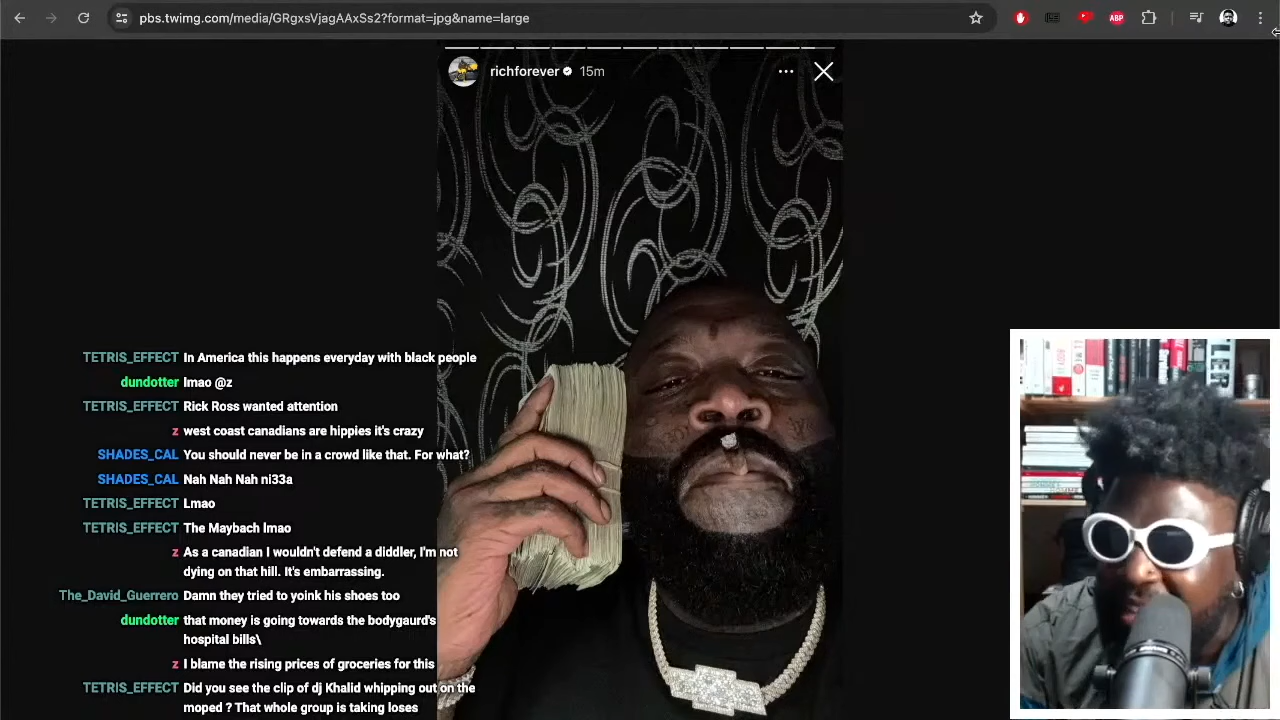 pbs.twimg.com/media/GRgxsVjagAAxSs2?format=jpg&name=large
ABP
richforever 15m
TETRIS_EFFECT In America this happens everyday with black people
dundotter lmao @z
TETRIS_EFFECT Rick Ross wanted attention
z west coast canadians are hippies it's crazy
SHADES_CAL You should never be in a crowd like that. For what?
SHADES_CAL Nah Nah Nah ni33a
TETRIS_EFFECT Lmao
TETRIS_EFFECT The Maybach lmao
z As a canadian I wouldn't defend a diddler, I'm not
dying on that hill. It's embarrassing.
The_David_Guerrero Damn they tried to yoink his shoes too
dundotter that money is going towards the bodygaurd's
hospital bills\
z I blame the rising prices of groceries for this
TETRIS_EFFECT Did you see the clip of dj Khalid whipping out on the
moped ? That whole group is taking loses